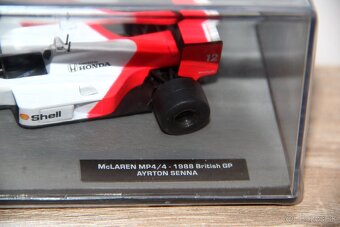 HONDA
12
Shell
McLAREN MP4/4 - 1988 British GP
AYRTON SENNA